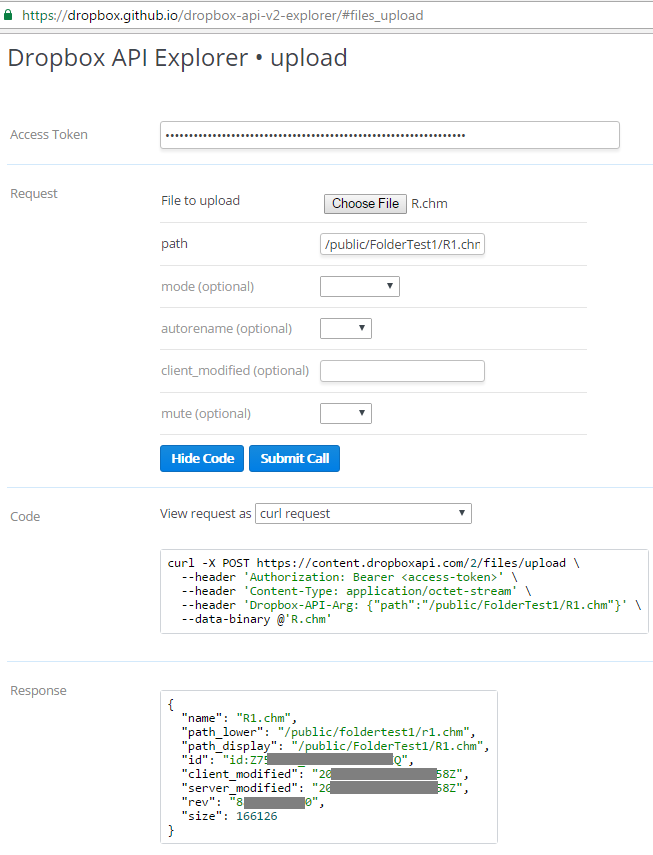 https://dropbox.github.io/dropbox-api-v2-explorer/#files_upload
Dropbox API Explorer • upload
Access Token
Request
File to upload Choose File R.chm
path /public/FolderTest1/R1.chm
mode (optional)
autorename (optional)
client_modified (optional)
mute (optional)
Hide Code Submit Call
Code
View request as curl request
curl -X POST https://content.dropboxapi.com/2/files/upload \
--header 'Authorization: Bearer <access-token>' \
--header 'Content-Type: application/octet-stream' \
--header 'Dropbox-API-Arg: {"path":"/public/FolderTest1/R1.chm"}' \
--data-binary @'R.chm'
Response
{
"name": "R1.chm",
"path_lower": "/public/foldertest1/r1.chm",
"path_display": "/public/FolderTest1/R1.chm",
"id": "id:Z75 Q",
"client_modified": "20 58Z",
"server_modified": "20 58Z",
"rev": "8 0",
"size": 166126
}